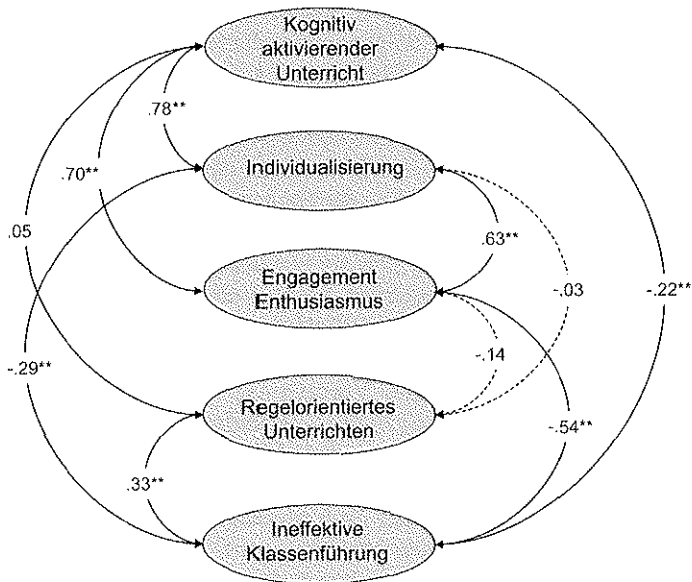 Kognitiv
aktivierender
Unterricht
.78**
Individualisierung
.70**
.05
.63**
Engagement
Enthusiasmus
-.03
-.22**
-.14
-.29**
Regelorientiertes
Unterrichten
-.54**
.33**
Ineffektive
Klassenführung